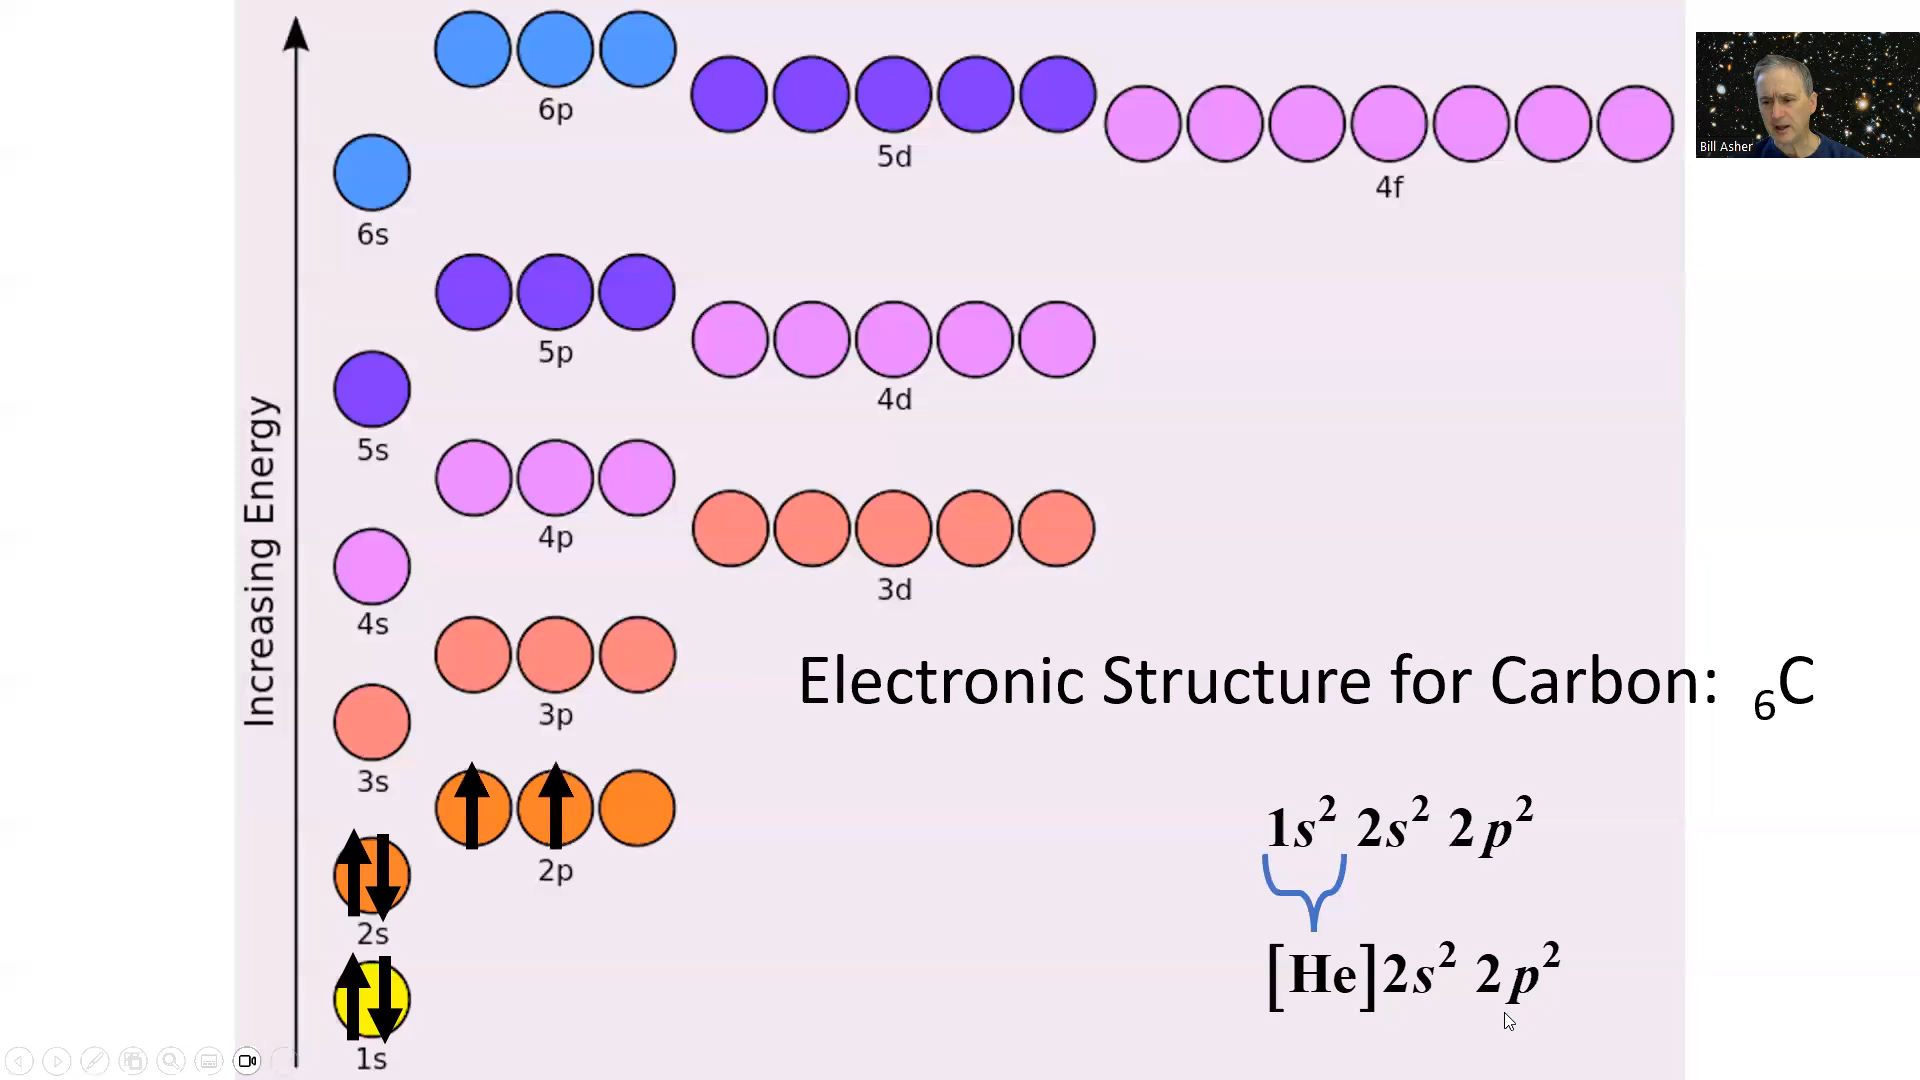 6p
5d
Bill Asher
4f
6s
5p
4d
5s
4p
3d
4s
3p
Electronic Structure for Carbon: ₆C
3s
2p
1s² 2s² 2p²
2s
[He]2s² 2p²
1s
Increasing Energy